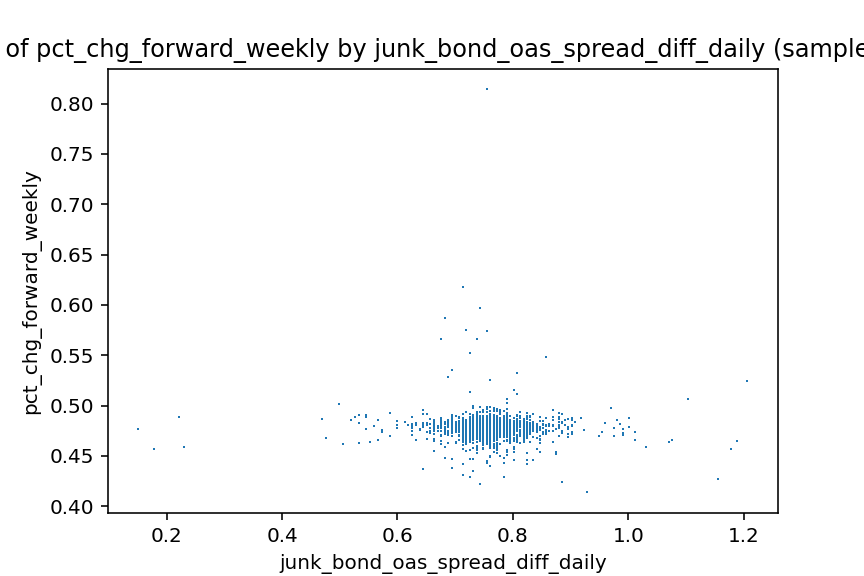 of pct_chg_forward_weekly by junk_bond_oas_spread_diff_daily (sample
0.80
0.75
0.70
0.65
0.60
0.55
0.50
0.45
0.40
pct_chg_forward_weekly
0.2 0.4 0.6 0.8 1.0 1.2
junk_bond_oas_spread_diff_daily